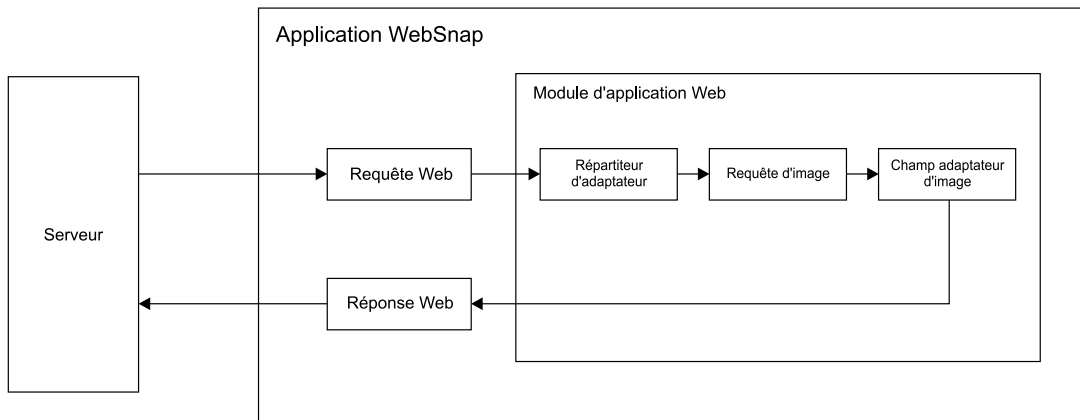 Application WebSnap
Module d'application Web
Serveur
Requête Web
Répartiteur
d'adaptateur
Requête d'image
Champ adaptateur
d'image
Réponse Web